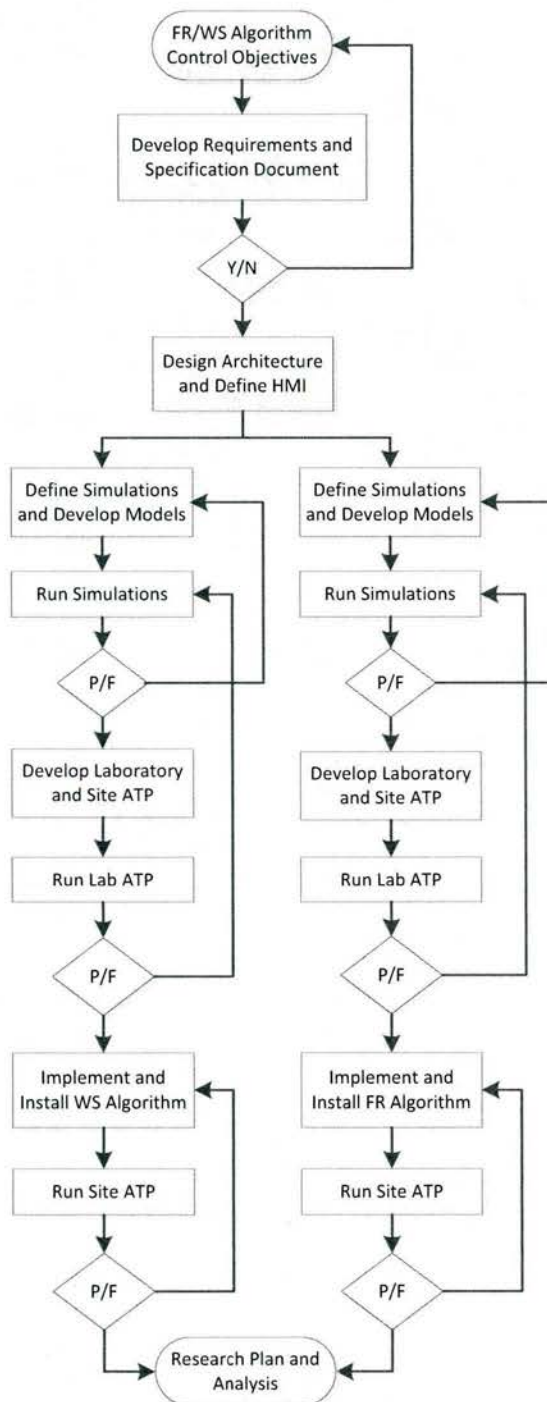 FR/WS Algorithm
Control Objectives
Develop Requirements and
Specification Document
Y/N
Design Architecture
and Define HMI
Define Simulations
and Develop Models
Run Simulations
P/F
Develop Laboratory
and Site ATP
Run Lab ATP
P/F
Implement and
Install WS Algorithm
Run Site ATP
P/F
Define Simulations
and Develop Models
Run Simulations
P/F
Develop Laboratory
and Site ATP
Run Lab ATP
P/F
Implement and
Install FR Algorithm
Run Site ATP
P/F
Research Plan and
Analysis